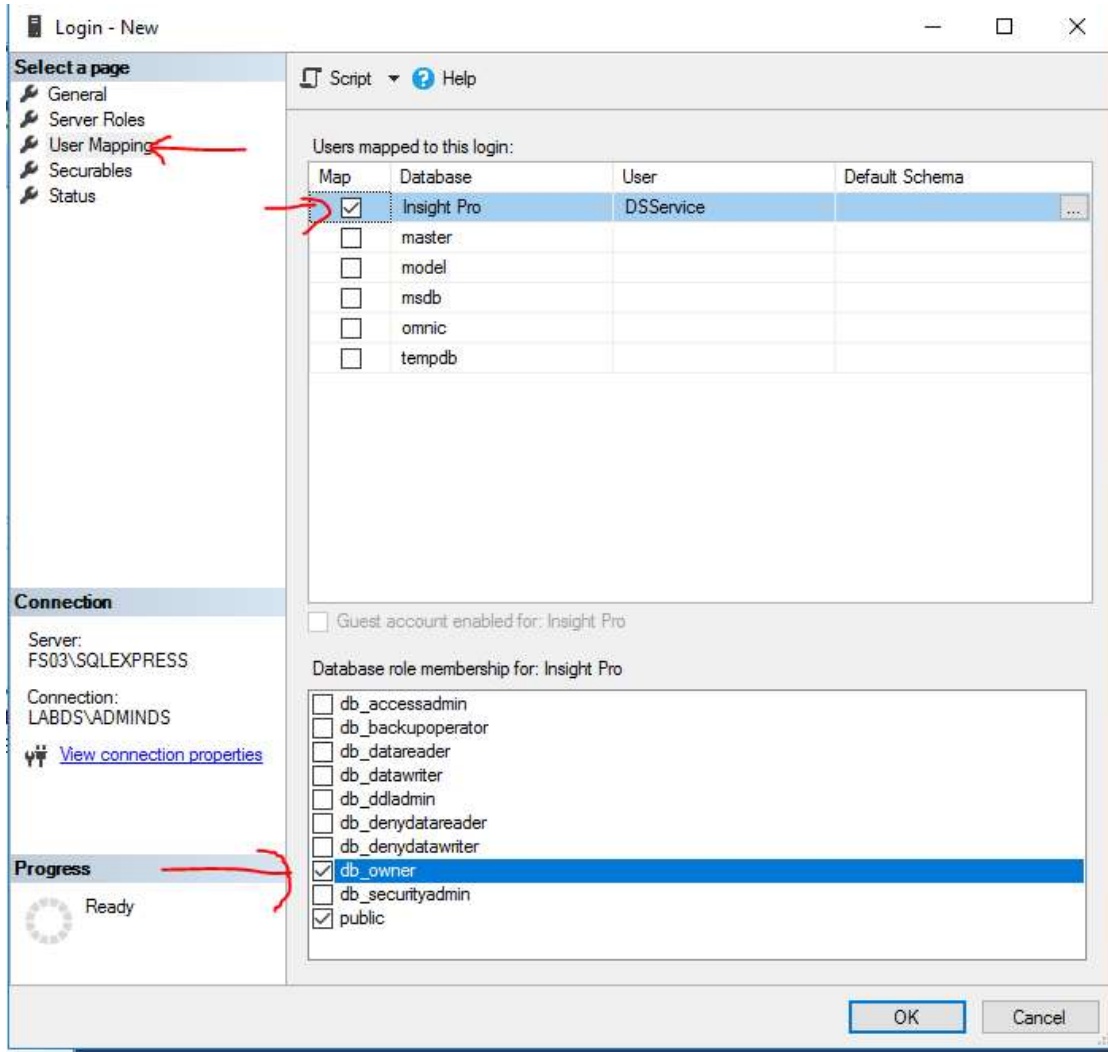 Login - New
Select a page
General
Server Roles
User Mapping
Securables
Status
Script Help
Users mapped to this login:
Map Database User Default Schema
Insight Pro DSService ...
master
model
msdb
omnic
tempdb
Guest account enabled for: Insight Pro
Database role membership for: Insight Pro
db_accessadmin
db_backupoperator
db_datareader
db_datawriter
db_ddladmin
db_denydatareader
db_denydatawriter
db_owner
db_securityadmin
public
Connection
Server:
FS03\SQLEXPRESS
Connection:
LABDS\ADMINDS
View connection properties
Progress
Ready
OK Cancel